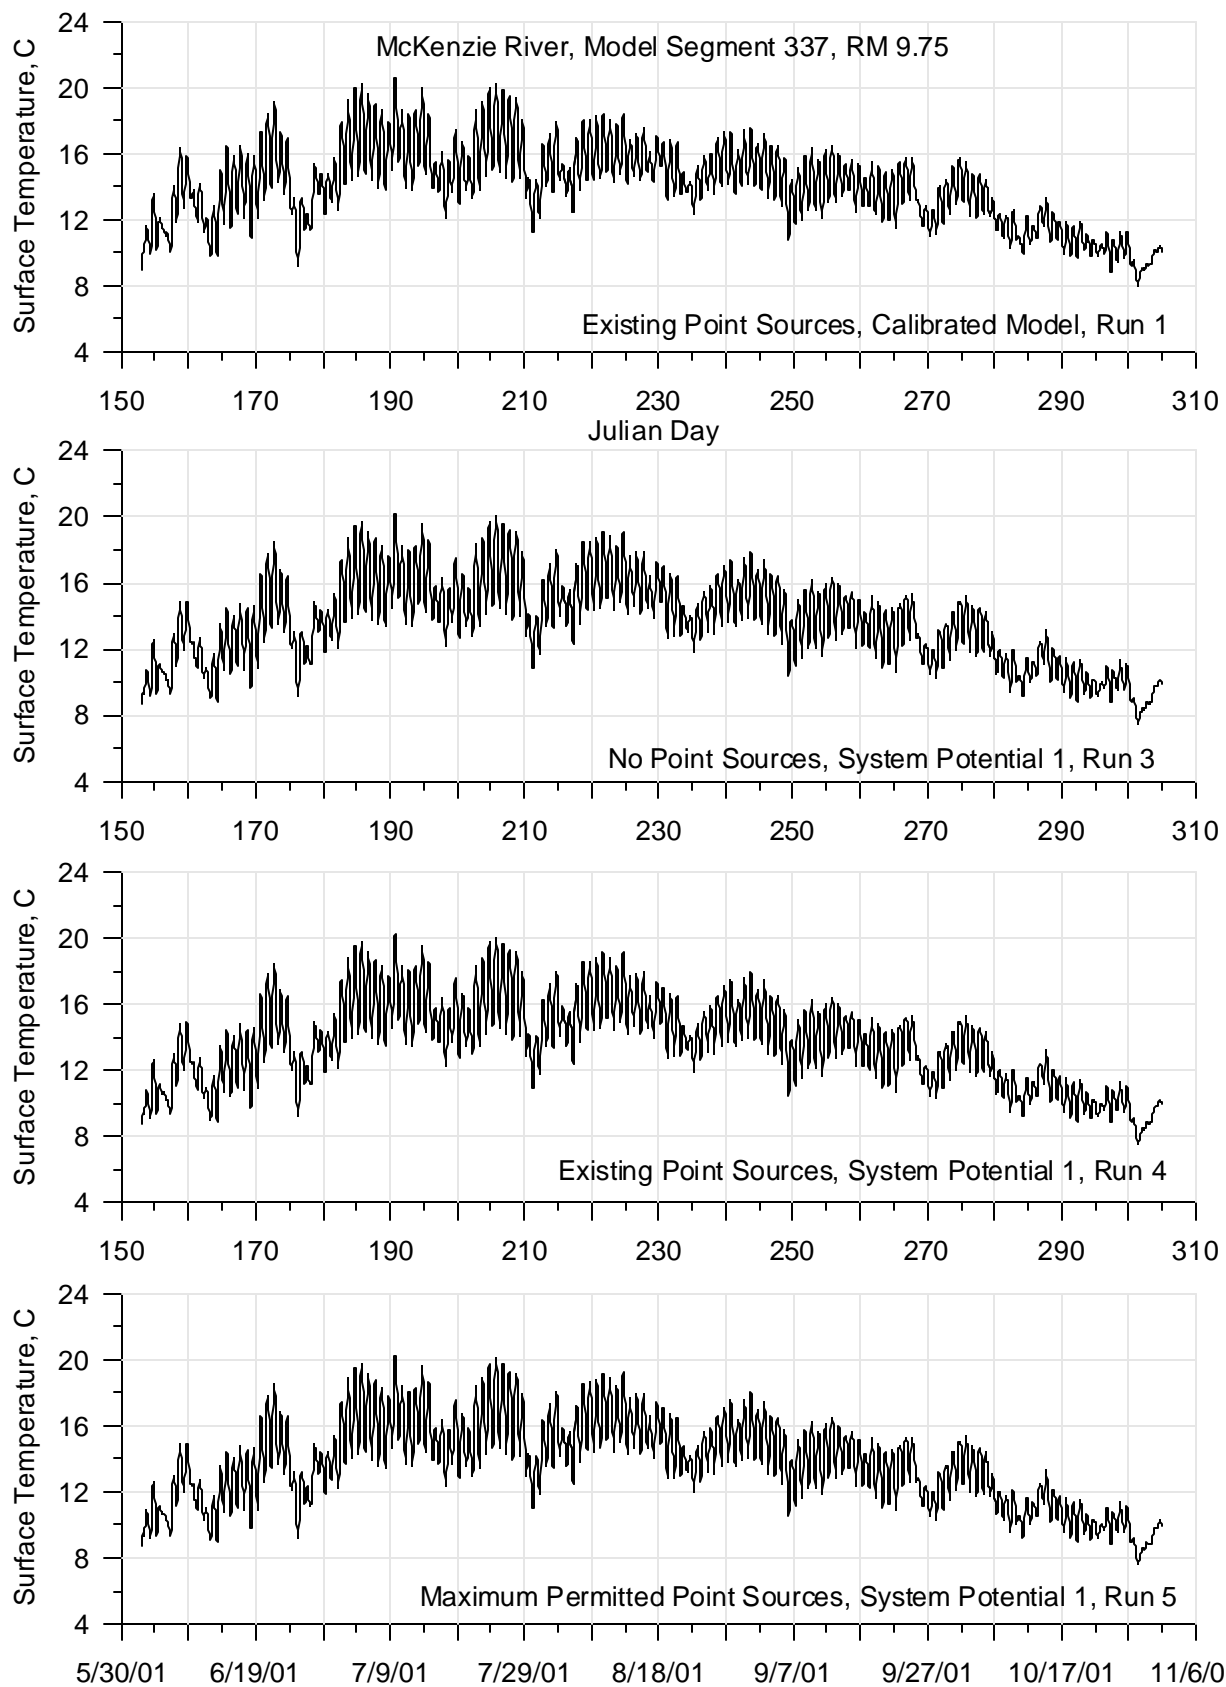 24
McKenzie River, Model Segment 337, RM 9.75
20
16
12
8
Existing Point Sources, Calibrated Model, Run 1
4
Surface Temperature, C
150 170 190 210 230 250 270 290 310
Julian Day
24
20
16
12
8
No Point Sources, System Potential 1, Run 3
4
Surface Temperature, C
150 170 190 210 230 250 270 290 310
24
20
16
12
8
Existing Point Sources, System Potential 1, Run 4
4
Surface Temperature, C
150 170 190 210 230 250 270 290 310
24
20
16
12
8
Maximum Permitted Point Sources, System Potential 1, Run 5
4
Surface Temperature, C
5/30/01 6/19/01 7/9/01 7/29/01 8/18/01 9/7/01 9/27/01 10/17/01 11/6/0